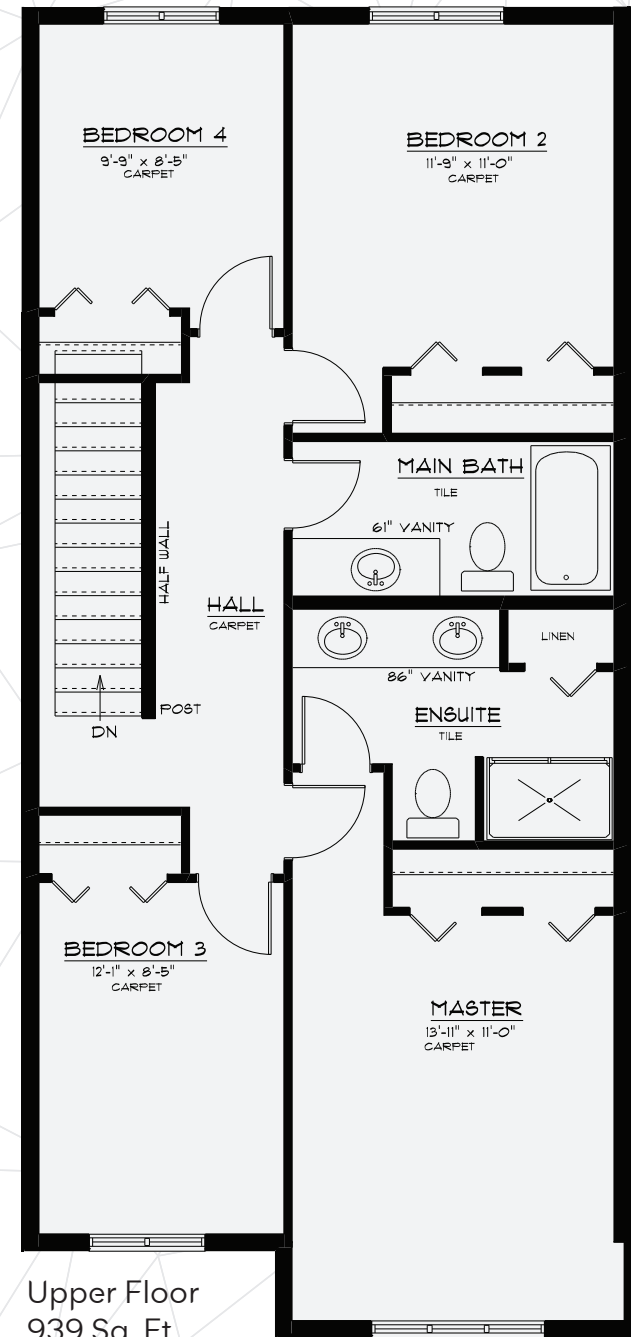 BEDROOM 4
9'-9" x 8'-5"
CARPET
BEDROOM 2
11'-9" x 11'-0"
CARPET
MAIN BATH
TILE
61" VANITY
HALF WALL
HALL
CARPET
LINEN
86" VANITY
ENSUITE
TILE
POST
DN
BEDROOM 3
12'-1" x 8'-5"
CARPET
MASTER
13'-11" x 11'-0"
CARPET
Upper Floor
939 Sq. Ft.